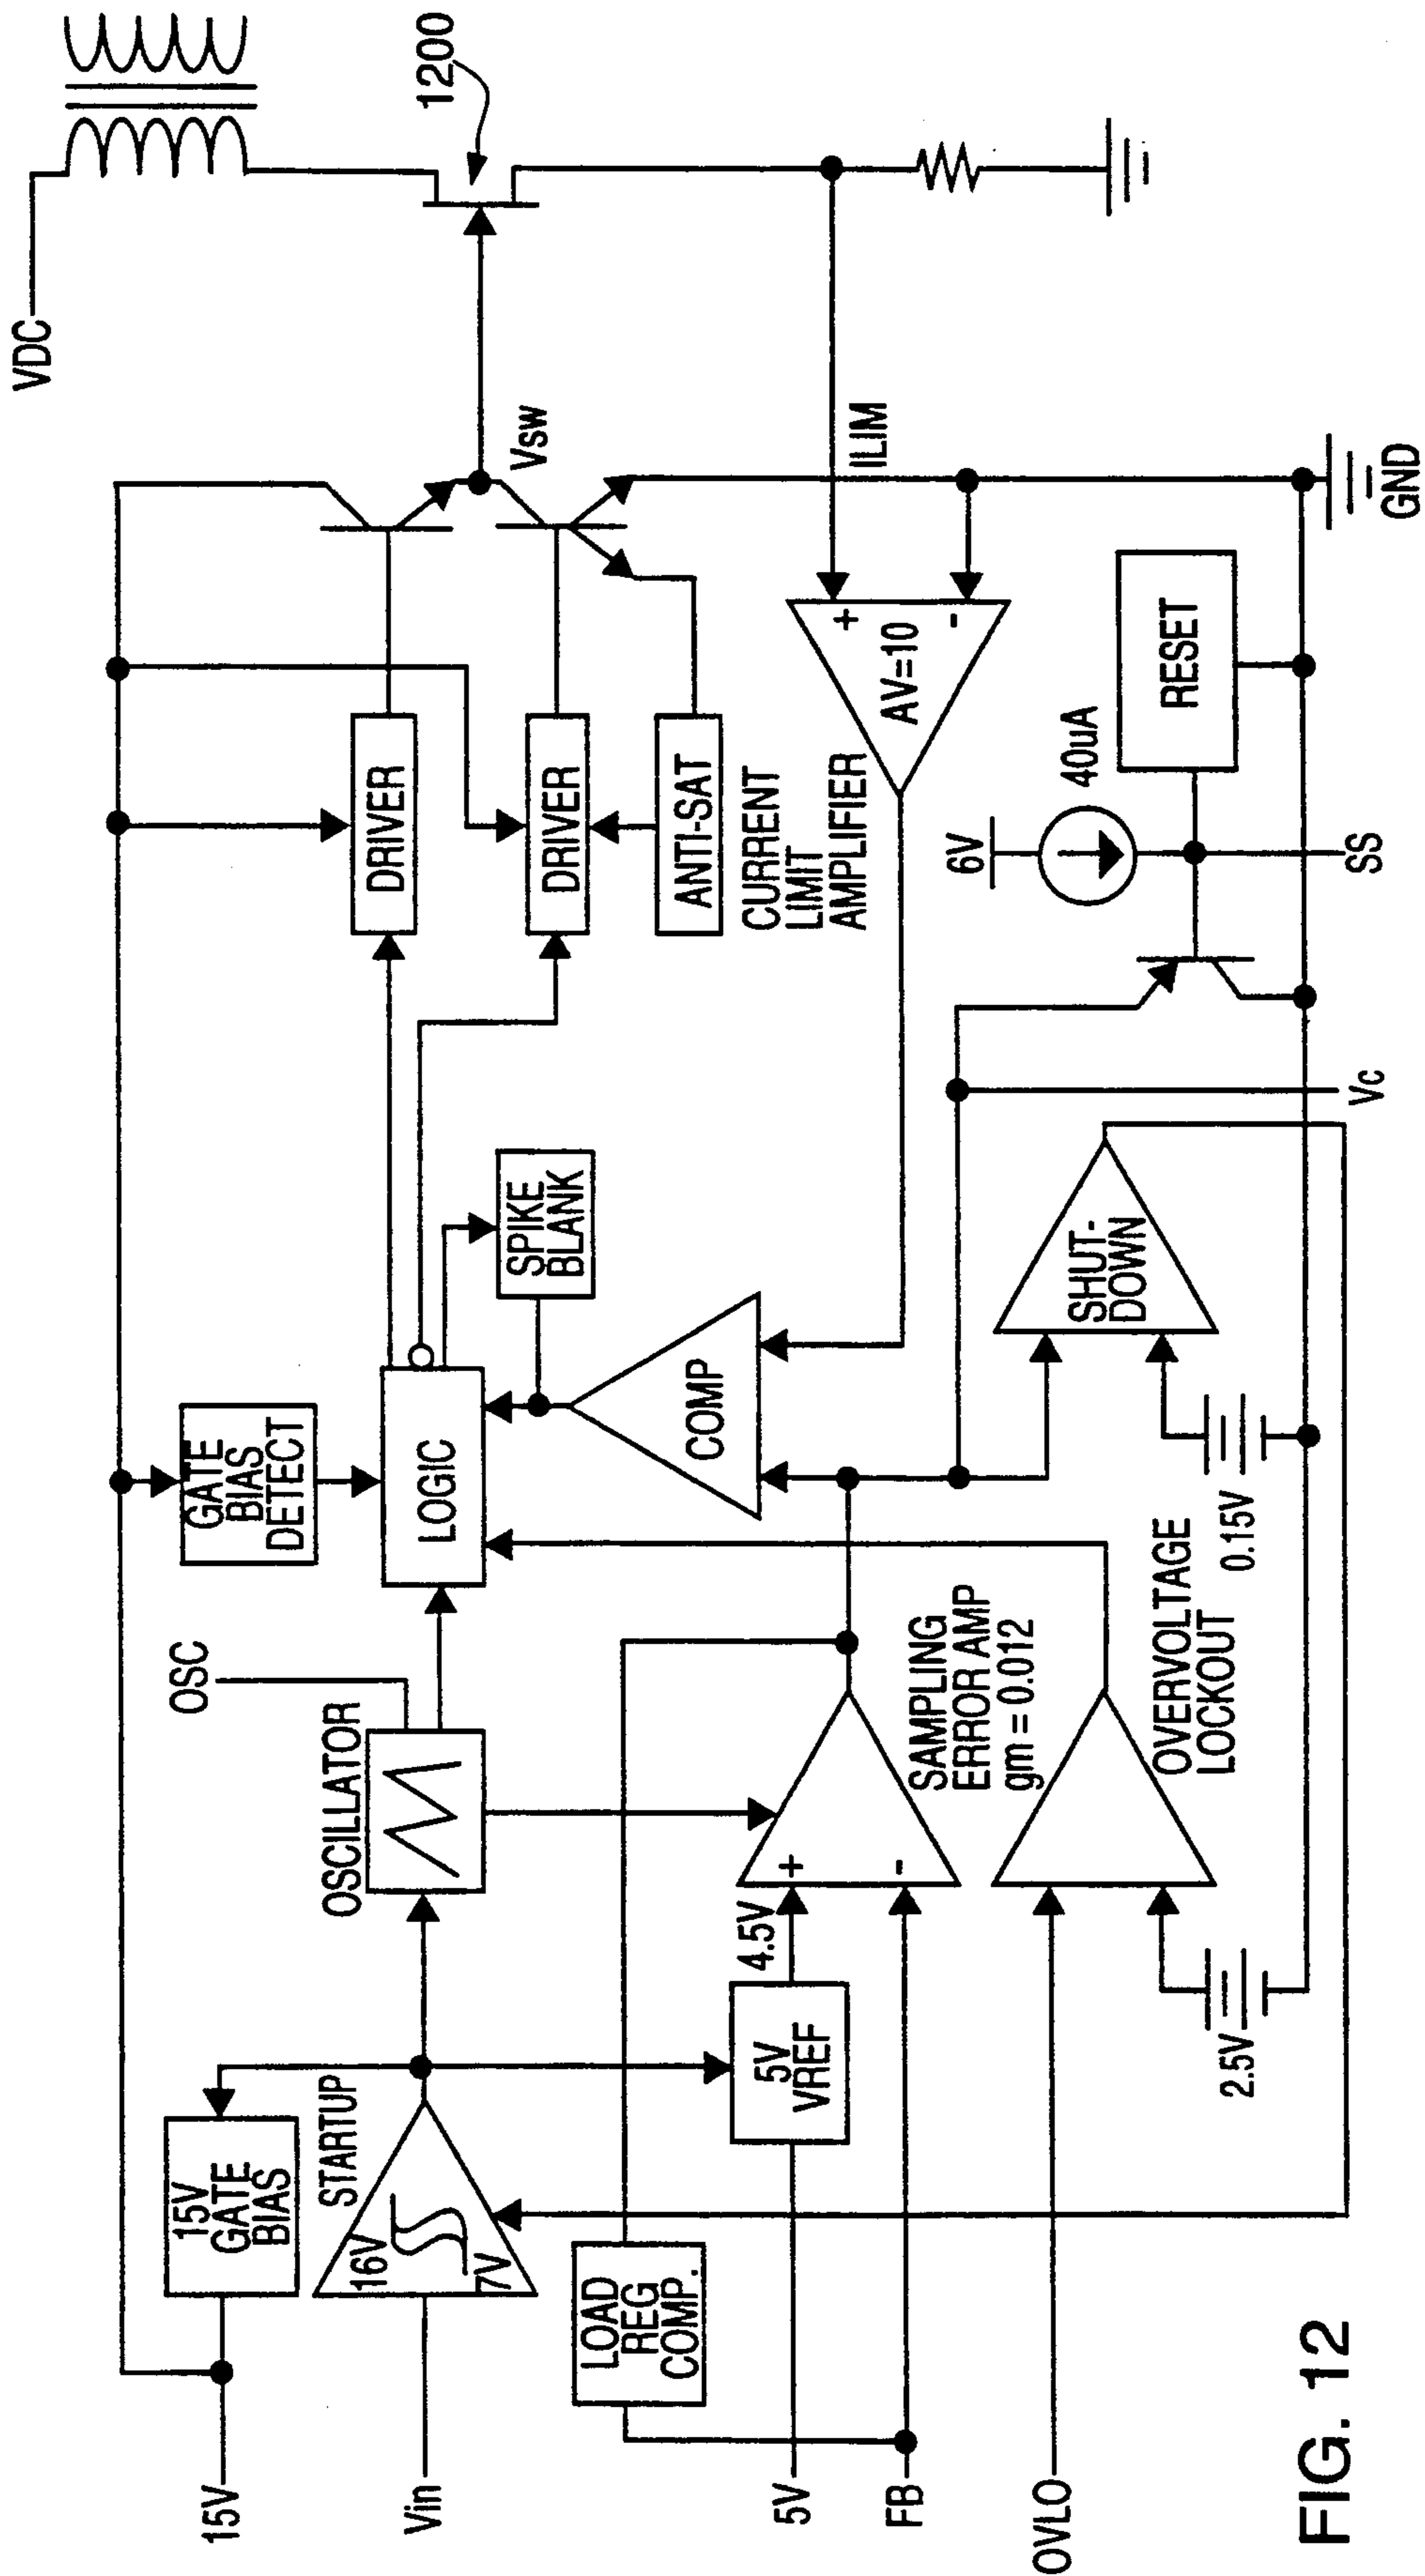 VDC
1200
15V
15V
GATE
BIAS
GATE
BIAS
DETECT
Vin
STARTUP
16V
7V
OSCILLATOR
OSC
LOGIC
DRIVER
Vsw
SPIKE
BLANK
DRIVER
LOAD
REG
COMP.
ANTI-SAT
COMP
CURRENT
LIMIT
AMPLIFIER
5V
5V
VREF
4.5V
+
-
ILIM
+
AV=10
-
FB
SAMPLING
ERROR AMP
gm = 0.012
OVLO
6V
40uA
SHUT-
DOWN
RESET
OVERVOLTAGE
LOCKOUT
2.5V
0.15V
Vc
SS
GND
FIG. 12